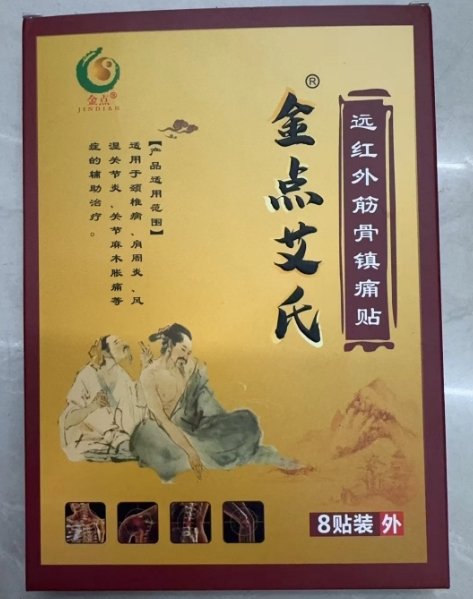 金点®
JINDIAN
远红外筋骨镇痛贴
®
金点艾氏
【产品适用范围】
适用于颈椎病、肩周炎、风
湿关节炎、关节麻木胀痛等
症的辅助治疗。
8贴装 外